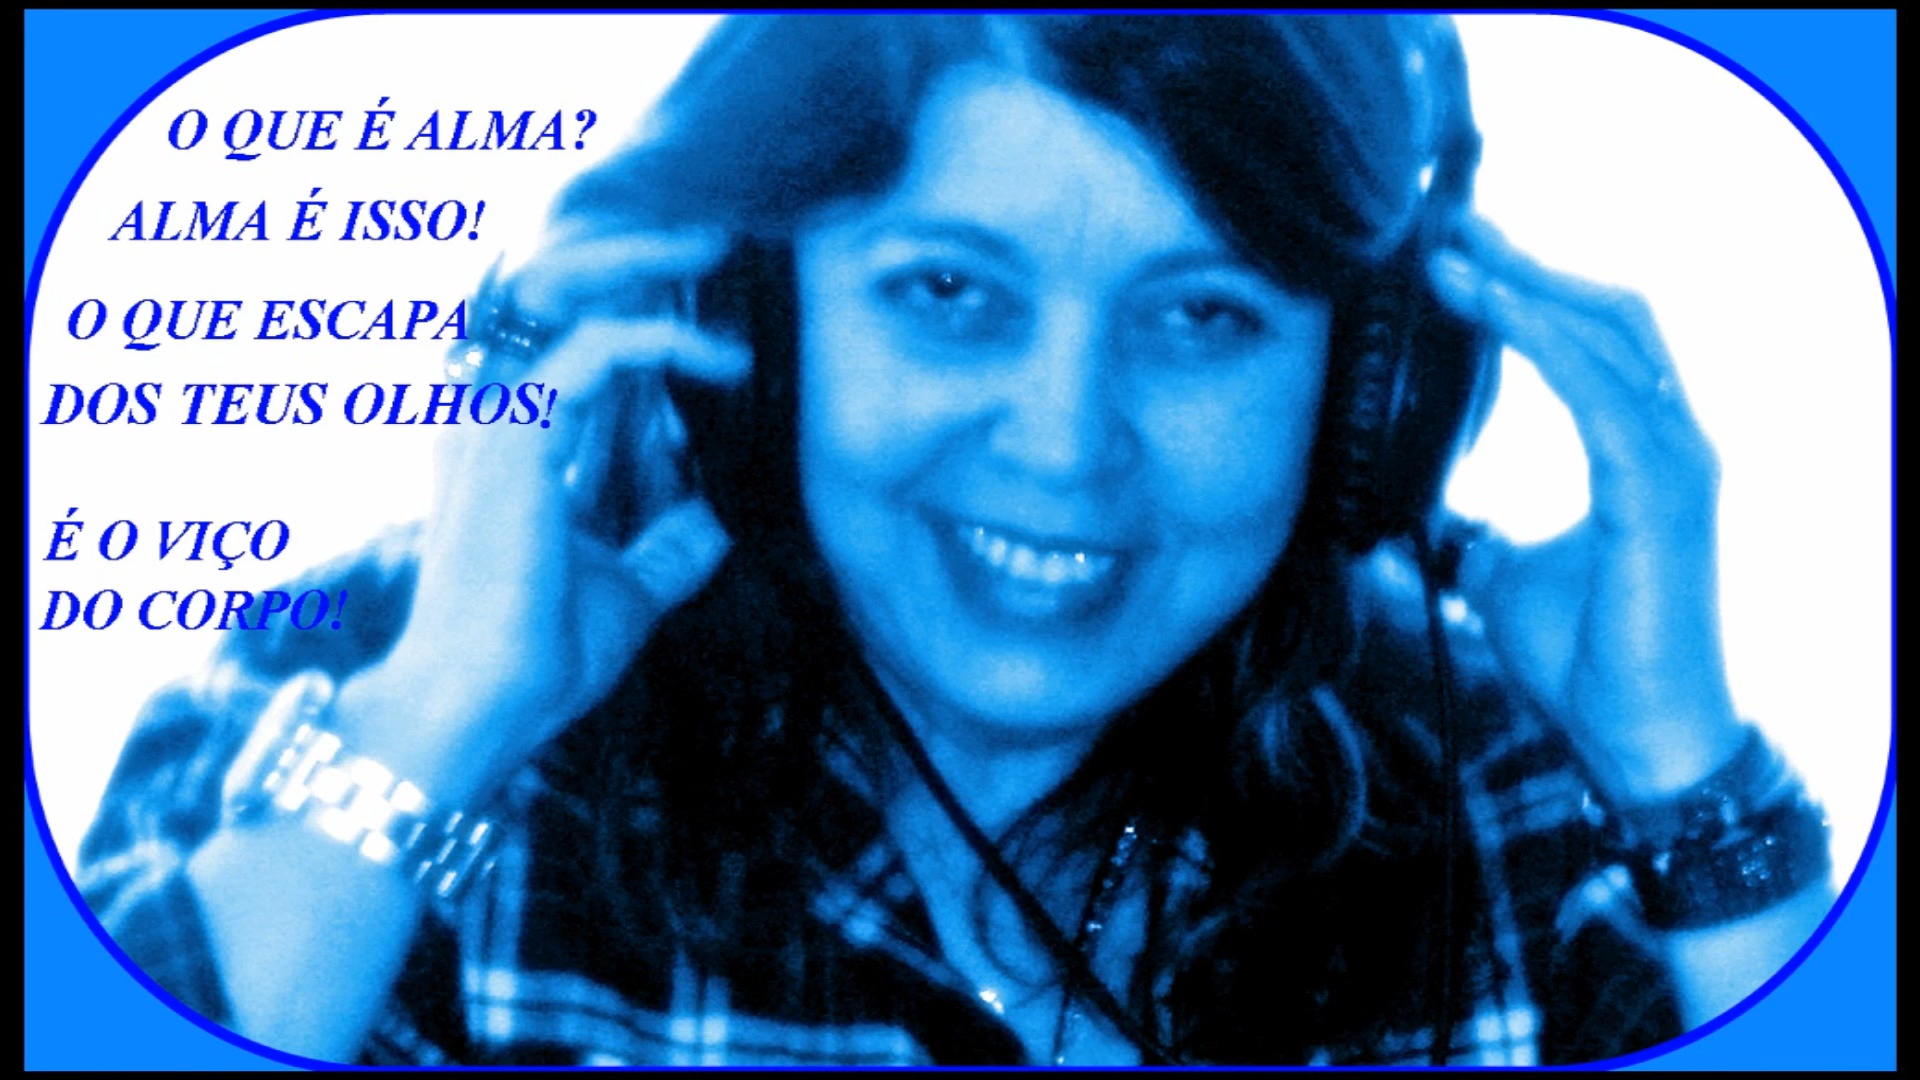 O QUE É ALMA?
ALMA É ISSO!
O QUE ESCAPA
DOS TEUS OLHOS!
É O VIÇO
DO CORPO!